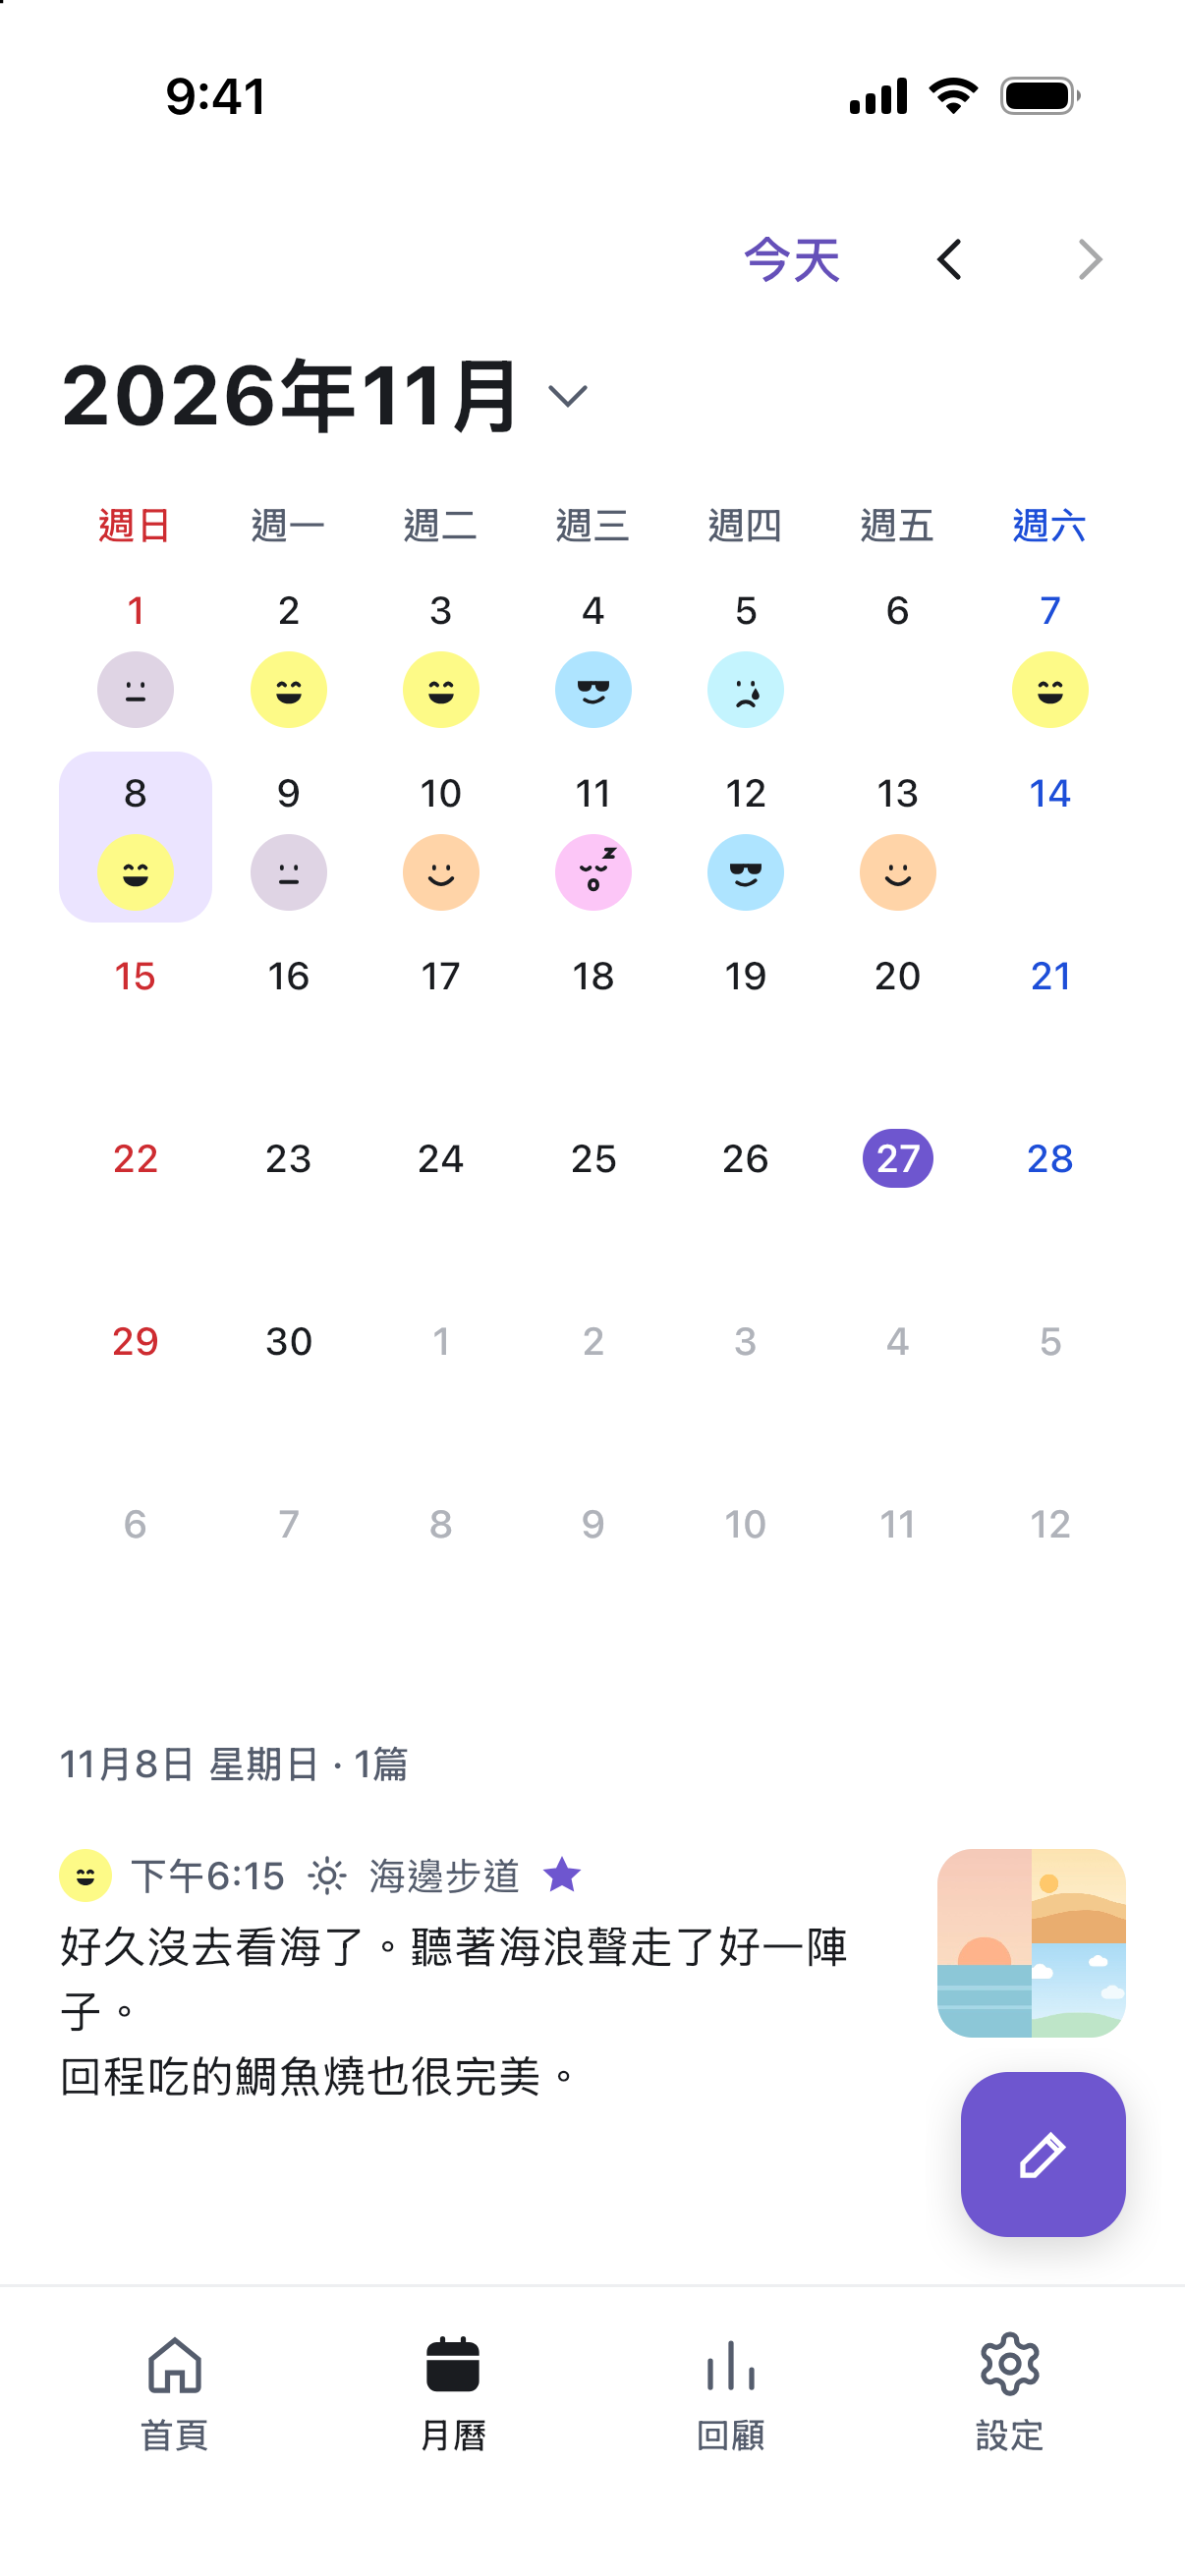 9:41
今天
2026年11月
週日 週一 週二 週三 週四 週五 週六
1 2 3 4 5 6 7
8 9 10 11 12 13 14
15 16 17 18 19 20 21
22 23 24 25 26 27 28
29 30 1 2 3 4 5
6 7 8 9 10 11 12
11月8日 星期日 · 1篇
下午6:15 海邊步道
好久沒去看海了。聽著海浪聲走了好一陣
子。
回程吃的鯛魚燒也很完美。
首頁 月曆 回顧 設定